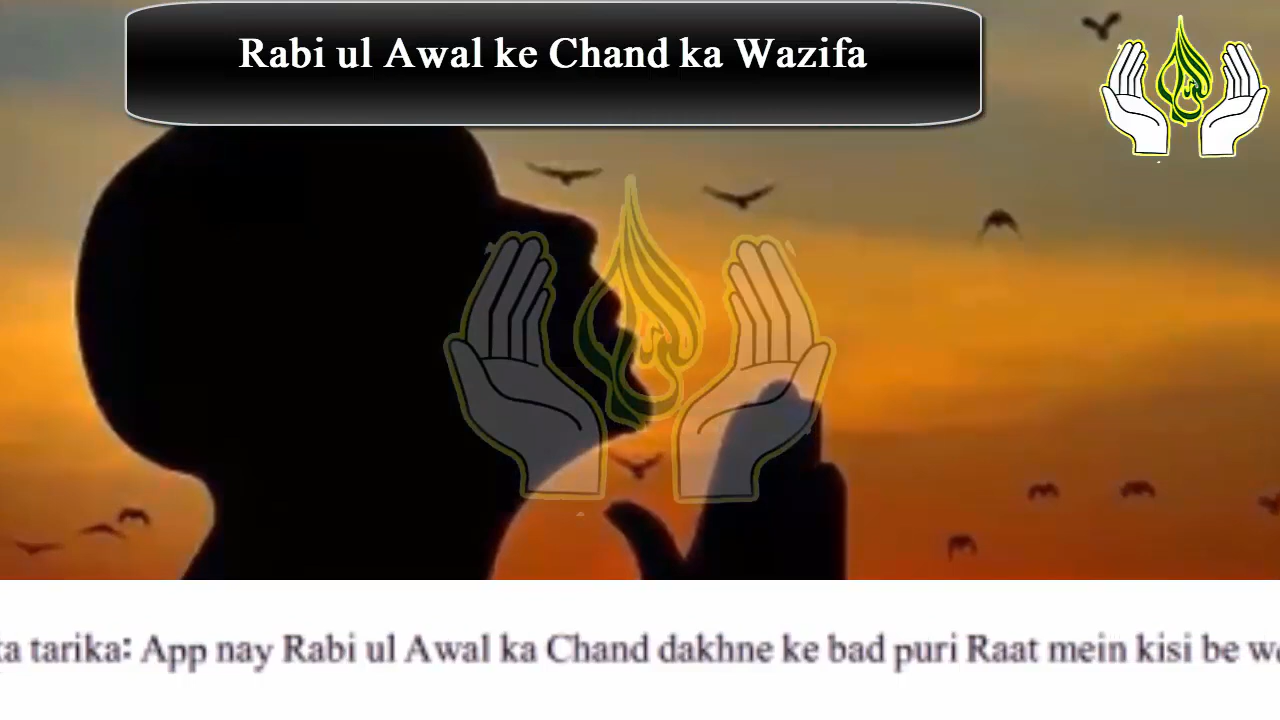 Rabi ul Awal ke Chand ka Wazifa
tarika: App nay Rabi ul Awal ka Chand dakhne ke bad puri Raat mein kisi be